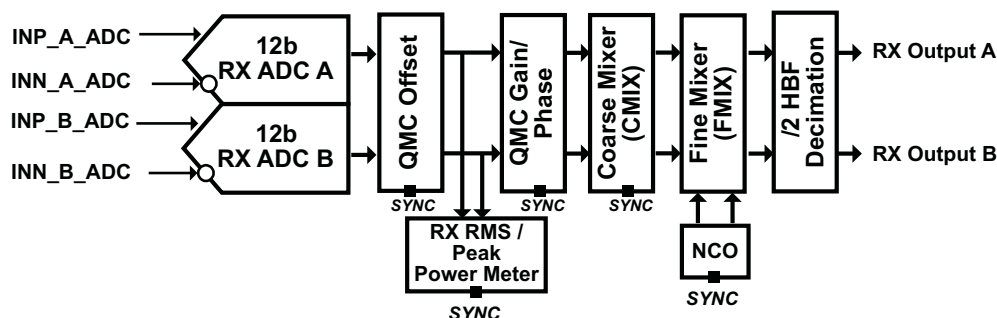 INP_A_ADC
INN_A_ADC
INP_B_ADC
INN_B_ADC
12b
RX ADC A
12b
RX ADC B
QMC Offset
SYNC
RX RMS /
Peak
Power Meter
SYNC
QMC Gain/
Phase
SYNC
Coarse Mixer
(CMIX)
SYNC
Fine Mixer
(FMIX)
NCO
SYNC
/2 HBF
Decimation
RX Output A
RX Output B